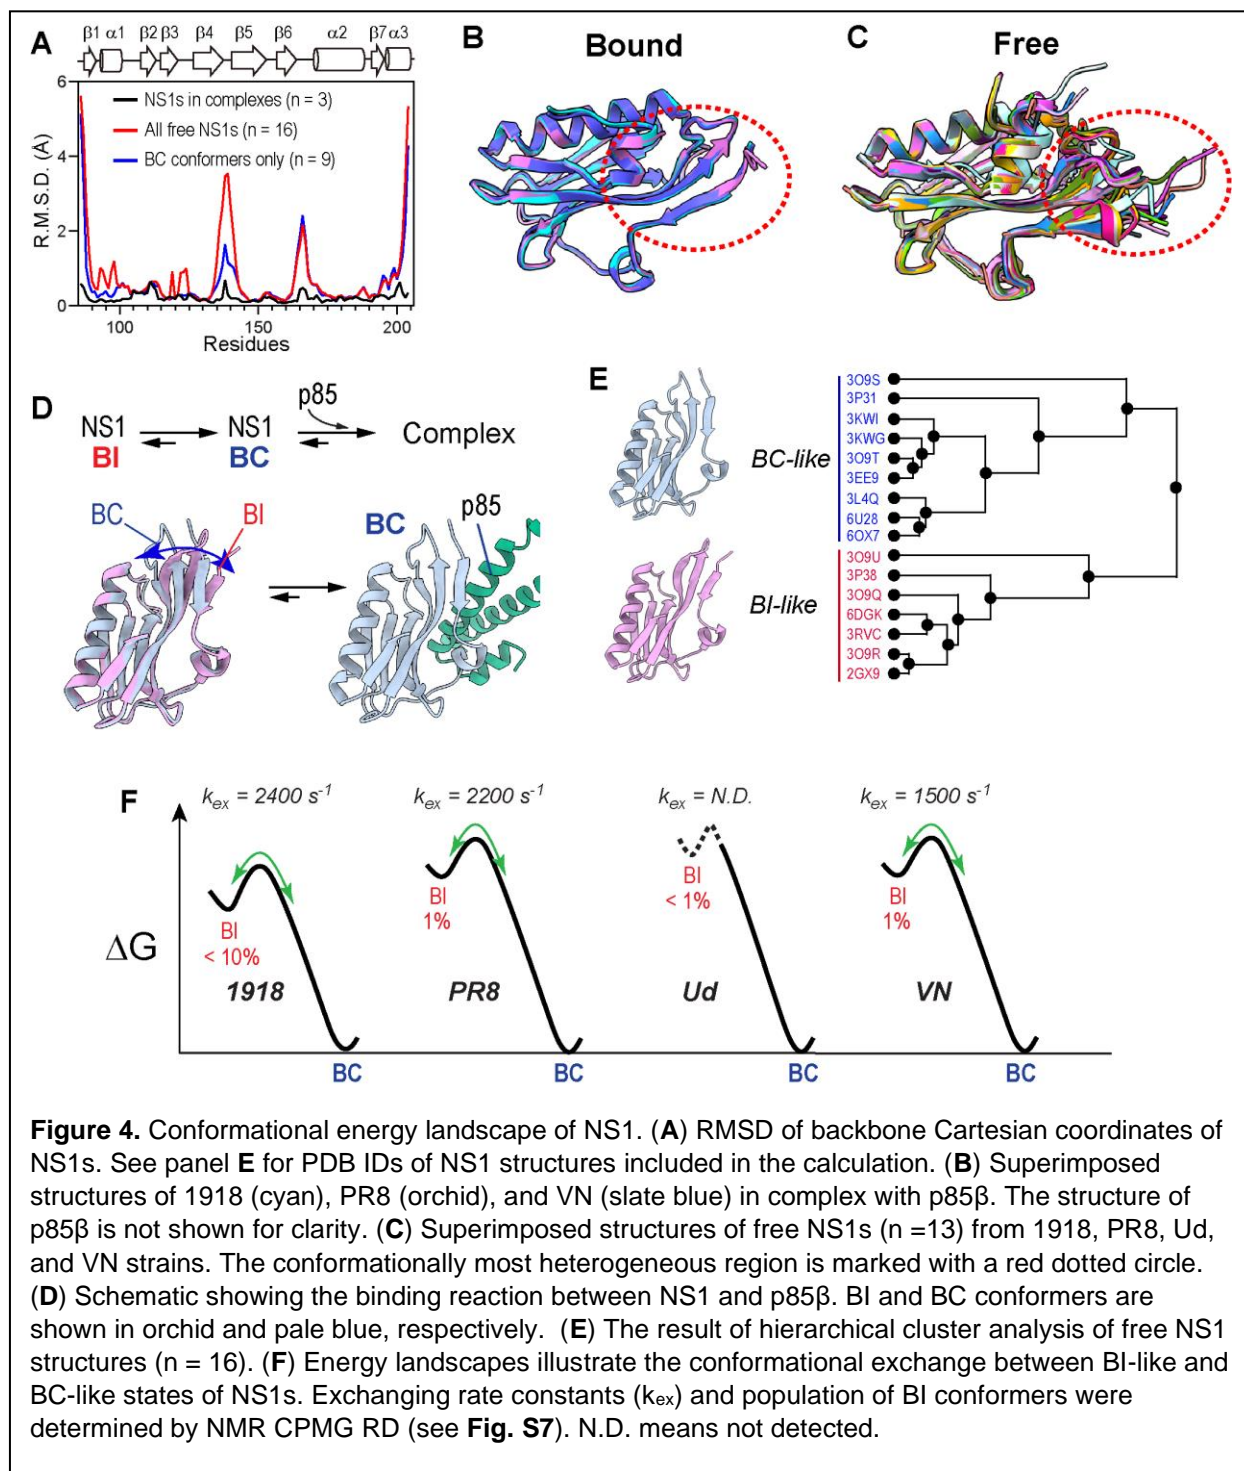 A
β1 α1 β2 β3 β4 β5 β6 α2 β7 α3
6
4
2
0
R.M.S.D. (Å)
NS1s in complexes (n = 3)
All free NS1s (n = 16)
BC conformers only (n = 9)
100 150 200
Residues
B
Bound
C
Free
D
NS1
BI
NS1
BC
p85
Complex
BC
BI
BC
p85
E
BC-like
BI-like
3O9S
3P31
3KWI
3KWG
3O9T
3EE9
3L4Q
6U28
6OX7
3O9U
3P38
3O9Q
6DGK
3RVC
3O9R
2GX9
F
ΔG
kex = 2400 s-1
BI
< 10%
1918
BC
kex = 2200 s-1
BI
1%
PR8
BC
kex = N.D.
BI
< 1%
Ud
BC
kex = 1500 s-1
BI
1%
VN
BC
Figure 4. Conformational energy landscape of NS1. (A) RMSD of backbone Cartesian coordinates of
NS1s. See panel E for PDB IDs of NS1 structures included in the calculation. (B) Superimposed
structures of 1918 (cyan), PR8 (orchid), and VN (slate blue) in complex with p85β. The structure of
p85β is not shown for clarity. (C) Superimposed structures of free NS1s (n =13) from 1918, PR8, Ud,
and VN strains. The conformationally most heterogeneous region is marked with a red dotted circle.
(D) Schematic showing the binding reaction between NS1 and p85β. BI and BC conformers are
shown in orchid and pale blue, respectively. (E) The result of hierarchical cluster analysis of free NS1
structures (n = 16). (F) Energy landscapes illustrate the conformational exchange between BI-like and
BC-like states of NS1s. Exchanging rate constants (kex) and population of BI conformers were
determined by NMR CPMG RD (see Fig. S7). N.D. means not detected.